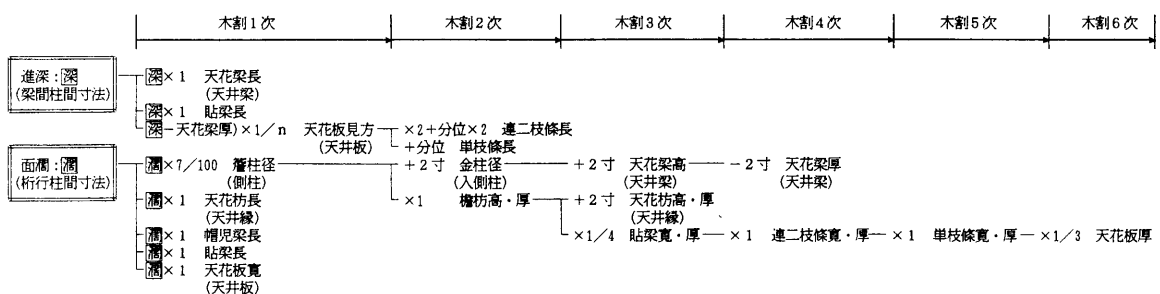 木割1次 木割2次 木割3次 木割4次 木割5次 木割6次
進深：深
(梁間柱間寸法)
深×1 天花梁長
(天井梁)
深×1 貼梁長
深－天花梁厚)×1／n 天花板見方 ×2＋分位×2 連二枝條長
(天井板) ＋分位 単枝條長
面濶：濶
(桁行柱間寸法)
濶×7／100 簷柱径 ＋2寸 金柱径 ＋2寸 天花梁高 －2寸 天花梁厚
(側柱) (入側柱) (天井梁) (天井梁)
濶×1 天花枋長 ×1 檐枋高・厚 ＋2寸 天花枋高・厚
(天井縁) (天井縁)
濶×1 帽児梁長 ×1／4 貼梁寛・厚 ×1 連二枝條寛・厚 ×1 単枝條寛・厚 ×1／3 天花板厚
濶×1 貼梁長
濶×1 天花板寛
(天井板)